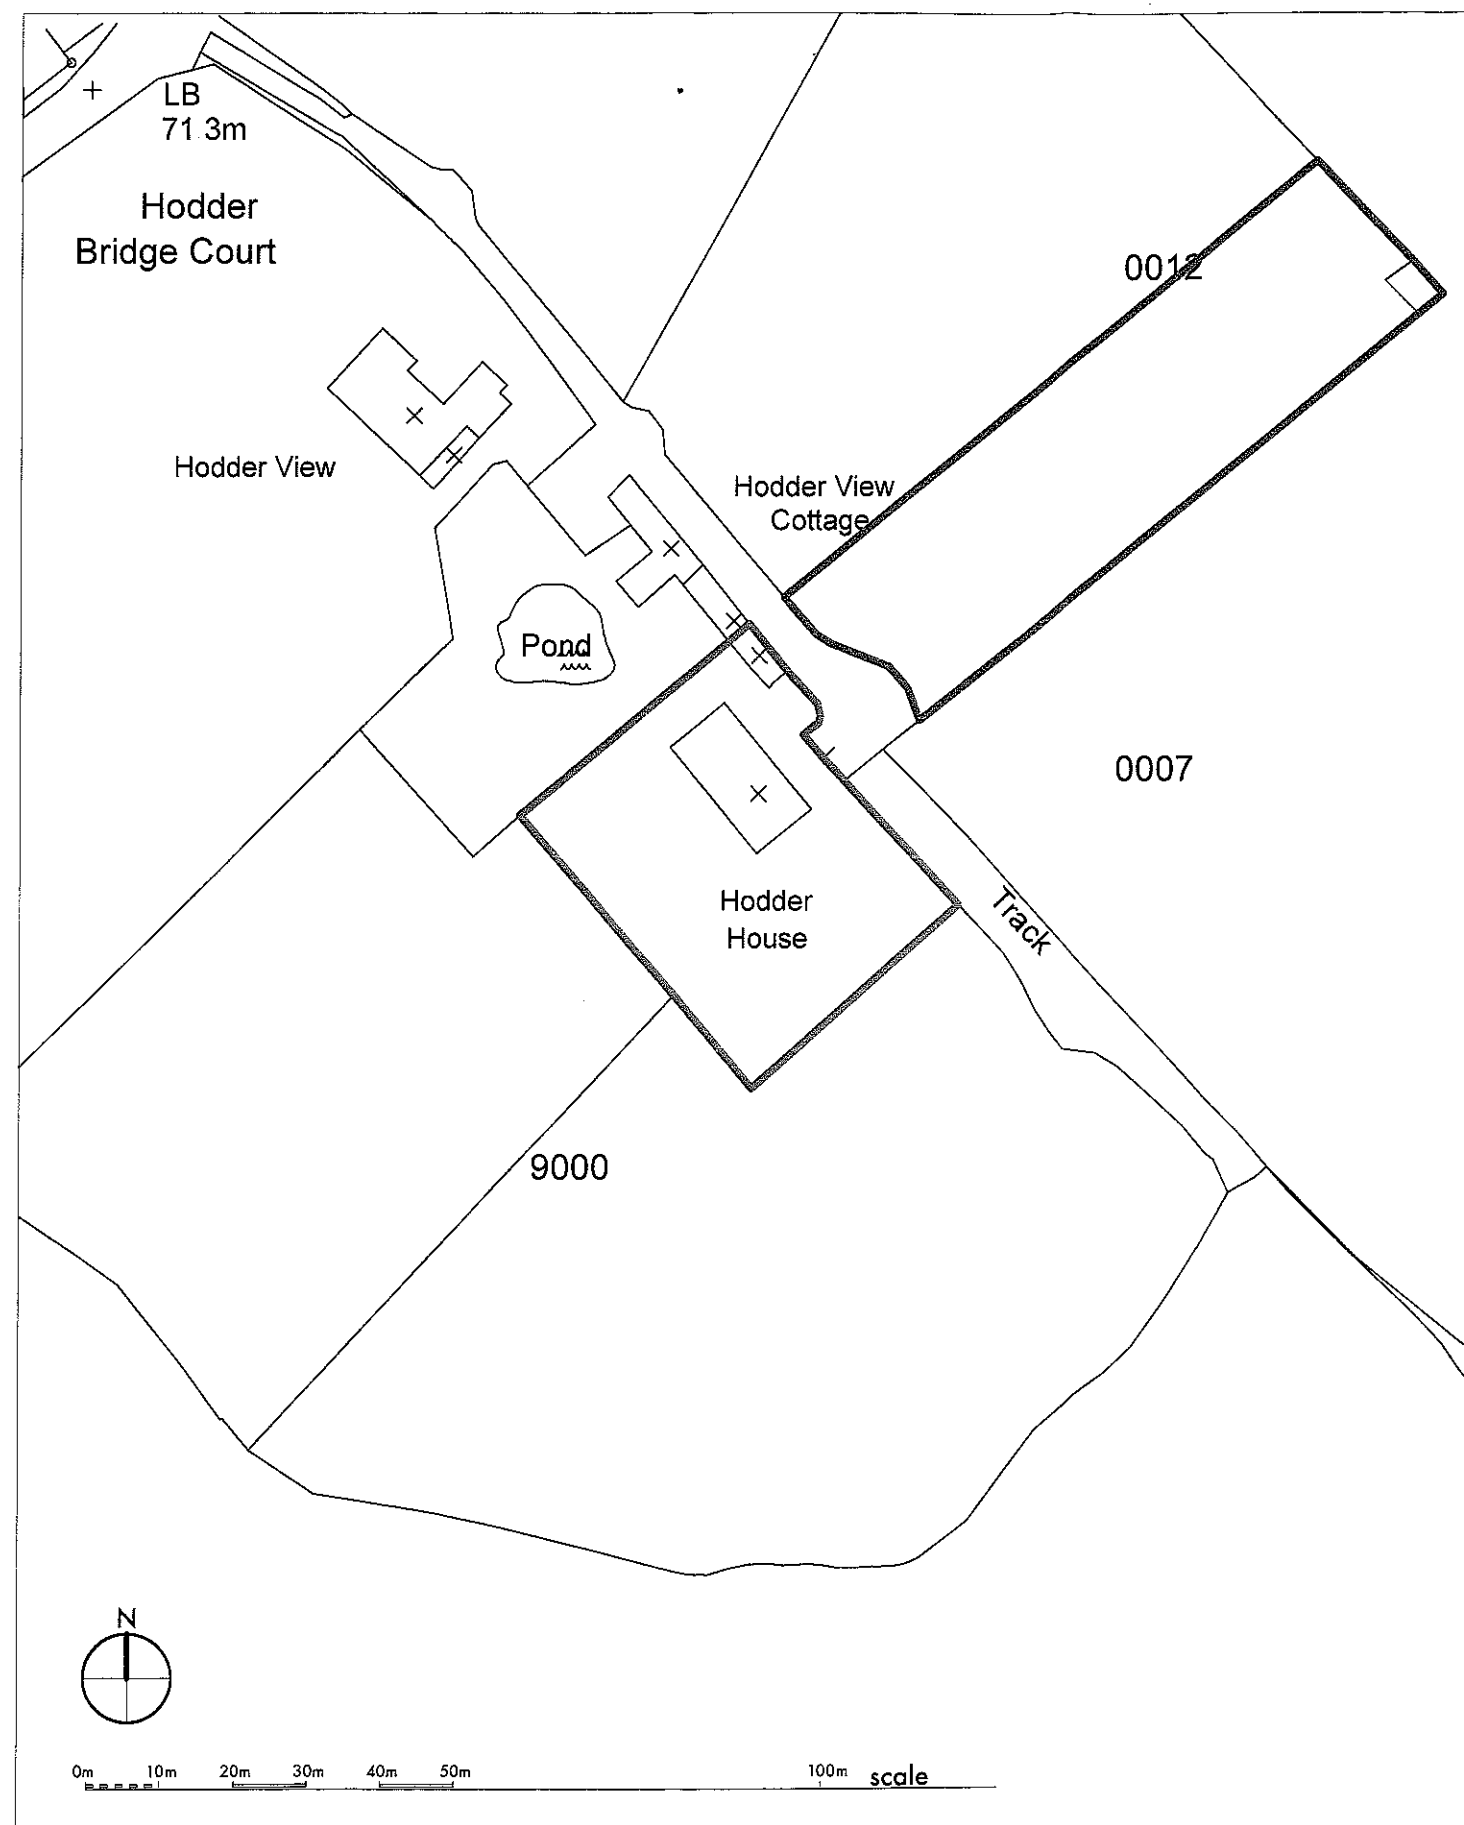 LB
71.3m
Hodder
Bridge Court
0012
Hodder View
Hodder View
Cottage
Pond
0007
Hodder
House
Track
9000
N
0m 10m 20m 30m 40m 50m 100m scale